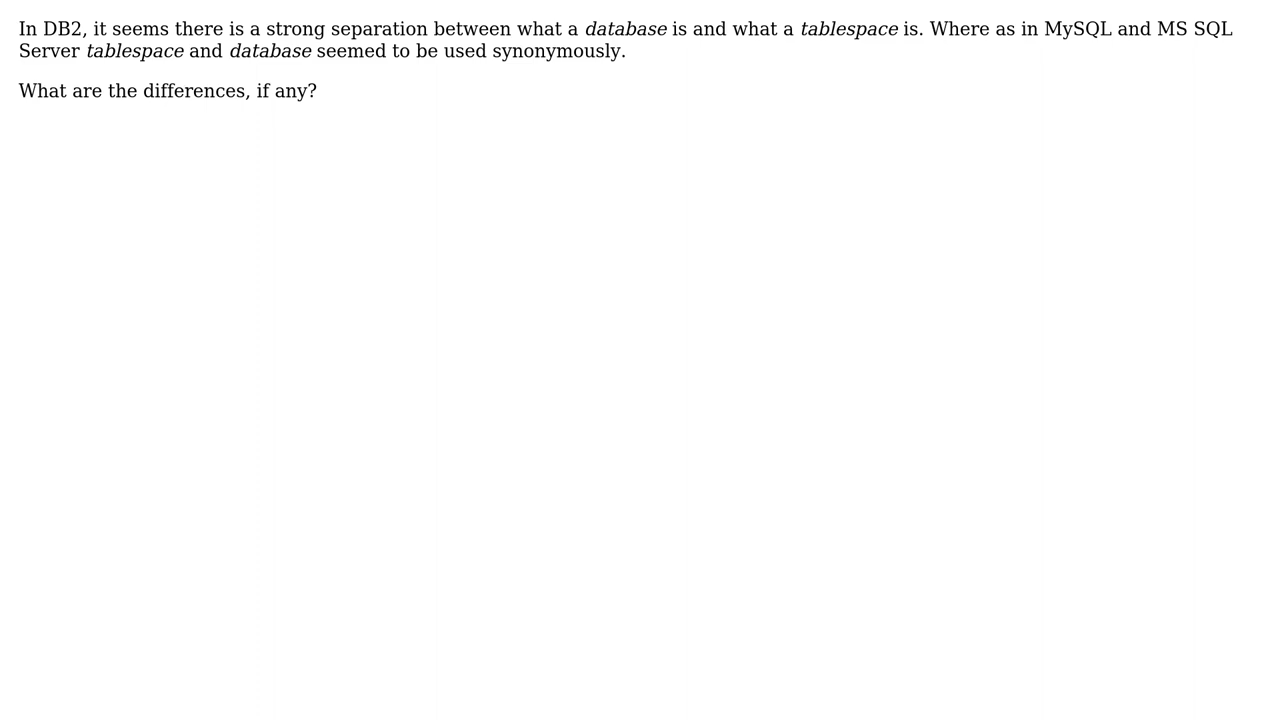 In DB2, it seems there is a strong separation between what a database is and what a tablespace is. Where as in MySQL and MS SQL
Server tablespace and database seemed to be used synonymously.
What are the differences, if any?